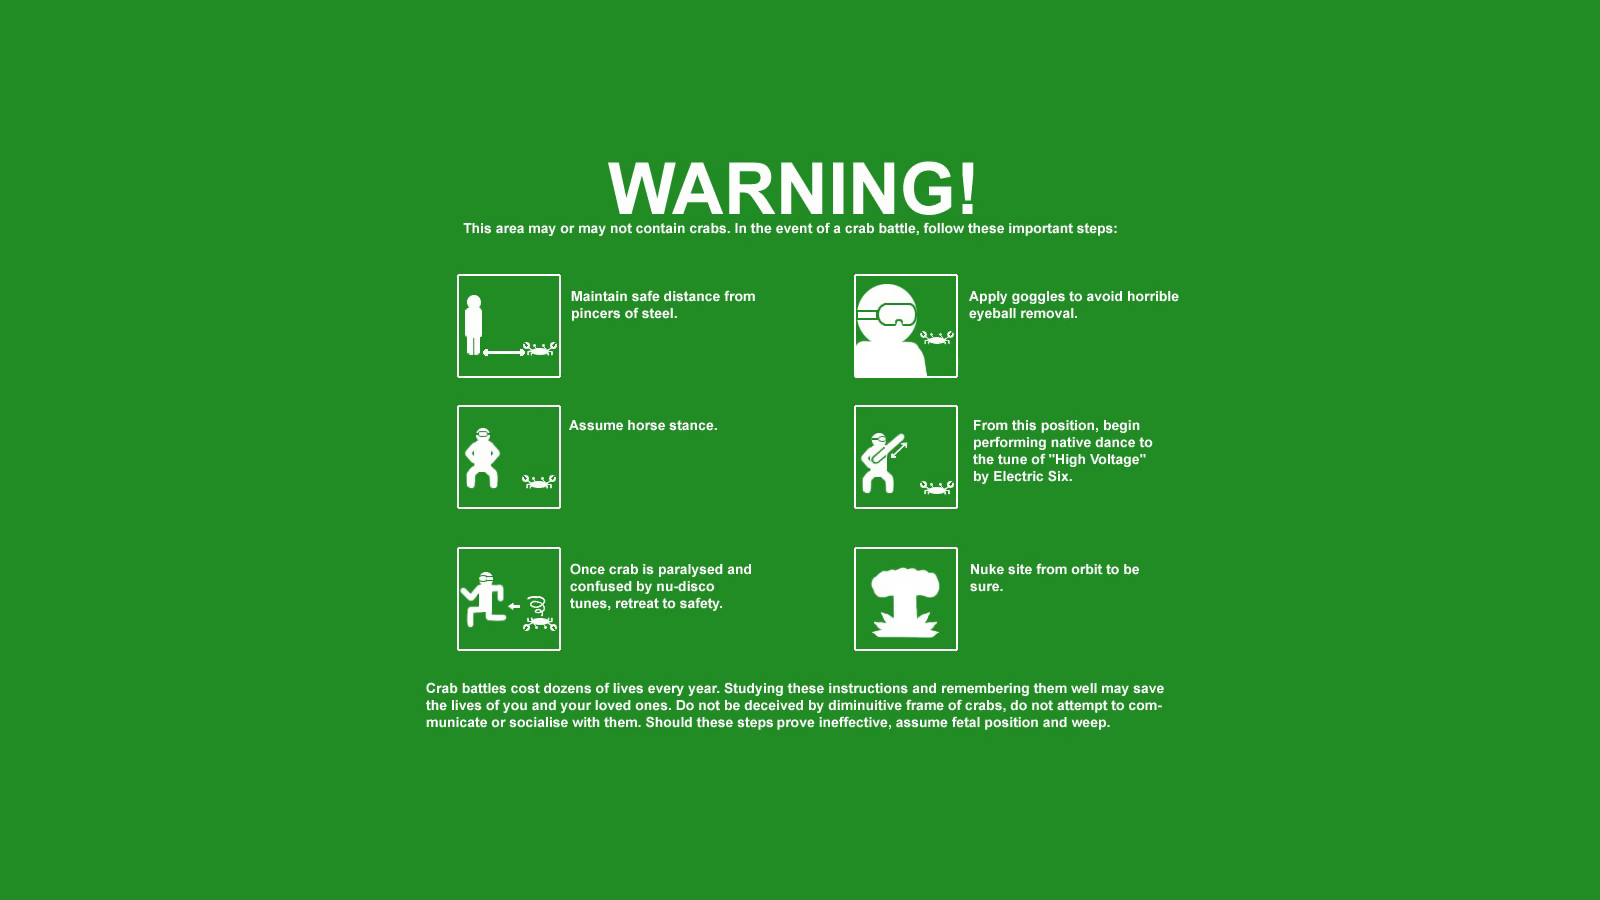 WARNING!
This area may or may not contain crabs. In the event of a crab battle, follow these important steps:
Maintain safe distance from
pincers of steel.
Apply goggles to avoid horrible
eyeball removal.
Assume horse stance.
From this position, begin
performing native dance to
the tune of "High Voltage"
by Electric Six.
Once crab is paralysed and
confused by nu-disco
tunes, retreat to safety.
Nuke site from orbit to be
sure.
Crab battles cost dozens of lives every year. Studying these instructions and remembering them well may save
the lives of you and your loved ones. Do not be deceived by diminuitive frame of crabs, do not attempt to com-
municate or socialise with them. Should these steps prove ineffective, assume fetal position and weep.